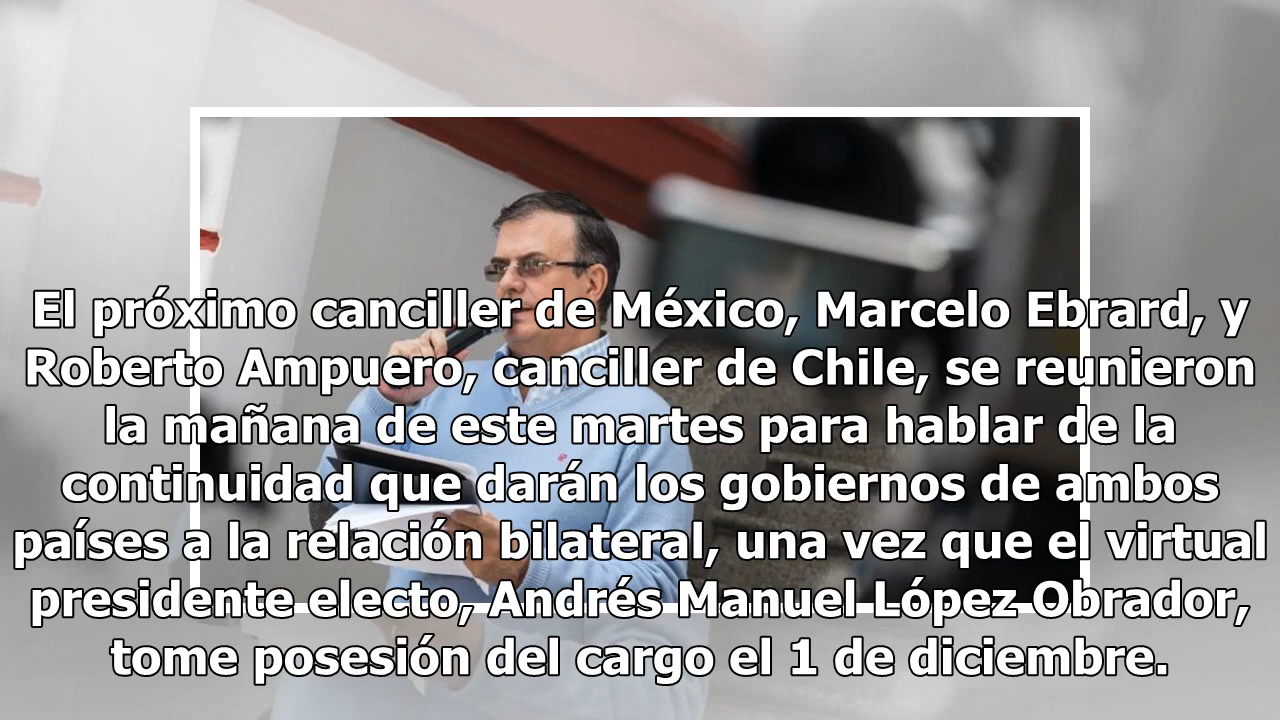 El próximo canciller de México, Marcelo Ebrard, y
Roberto Ampuero, canciller de Chile, se reunieron
la mañana de este martes para hablar de la
continuidad que darán los gobiernos de ambos
países a la relación bilateral, una vez que el virtual
presidente electo, Andrés Manuel López Obrador,
tome posesión del cargo el 1 de diciembre.